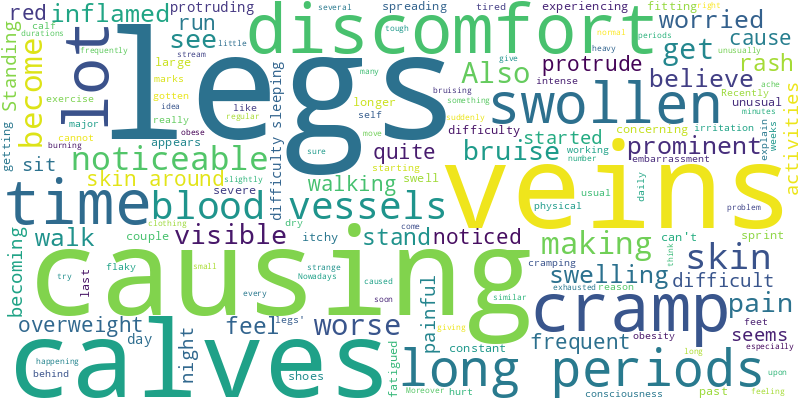 red
inflamed
protruding
several
spreading
tired
experiencing
fitting
right
calf
durations
run
see
little
discomfort
tough
periods
normal
worried
cause
Standing
frequently
stream
large
Also
protrude
get
rash
become
lot
legs
marks
gotten
many
bruising
give
heavy
suddenly
intense
believe
unusually
exercise
idea
really
longer
something
swollen
Recently
unusual
ache
major
cannot
like
self
minutes
getting
burning
obese
regular
move
difficulty
started
concerning
irritation
explain
weeks
activities
noticeable
appears
sure
quite
bruise
working
number
prominent
sit
skin around
severe
slightly
difficulty sleeping
starting
walking
swell
embarrassment
time
blood vessels
veins
usual
physical
daily
problem
clothing
dry
come
becoming
walk
couple
visible
itchy
stand
noticed
making
can't
sprint
causing
last
flaky
strange
Nowadays
caused
cramping
think
skin
try
small
every
soon
painful
similar
swelling
exhausted
reason
difficult
overweight
feel
legs'
worse
giving
cramp
pain
day
night
constant
frequent
obesity
feet
seems
happening
behind
calves
shoes
fatigued
Moreover
hurt
long periods
consciousness
past
long
upon
feeling
especially